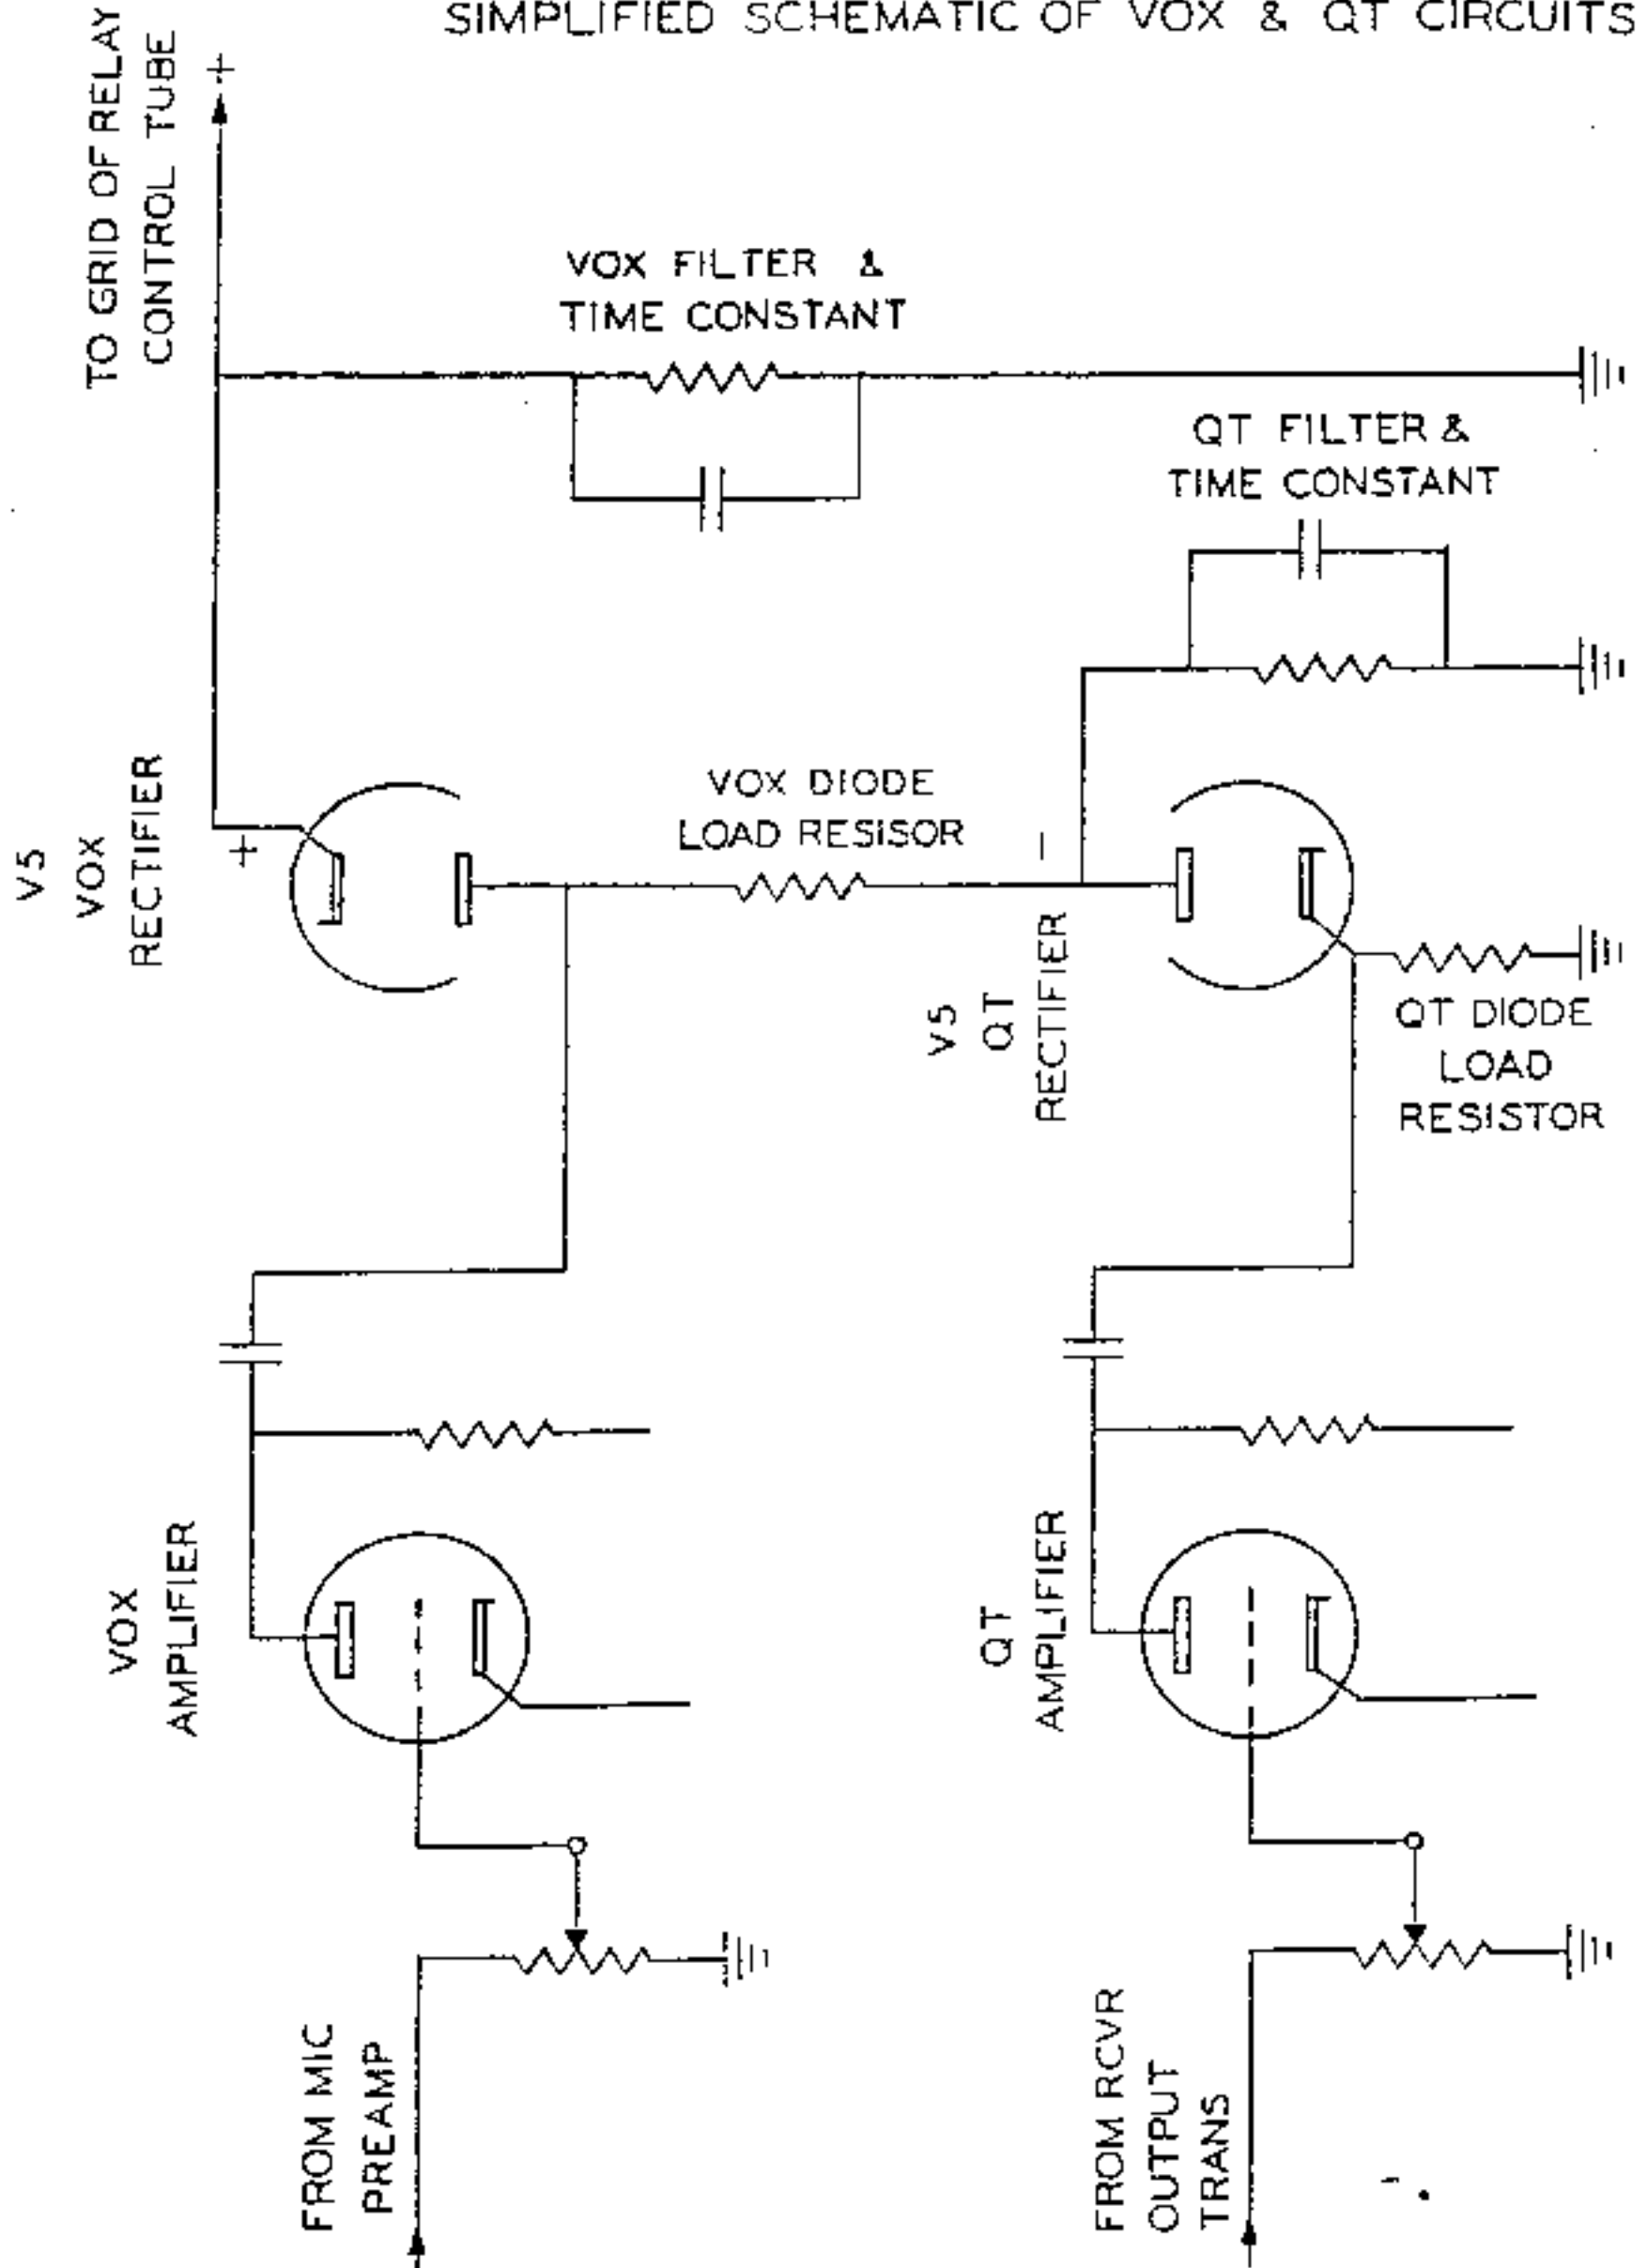 SIMPLIFIED SCHEMATIC OF VOX & QT CIRCUITS
TO GRID OF RELAY
CONTROL TUBE
+
VOX FILTER &
TIME CONSTANT
QT FILTER &
TIME CONSTANT
V5
VOX
RECTIFIER
+
VOX DIODE
LOAD RESISOR
–
V5
QT
RECTIFIER
QT DIODE
LOAD
RESISTOR
VOX
AMPLIFIER
QT
AMPLIFIER
FROM MIC
PREAMP
FROM RCVR
OUTPUT
TRANS